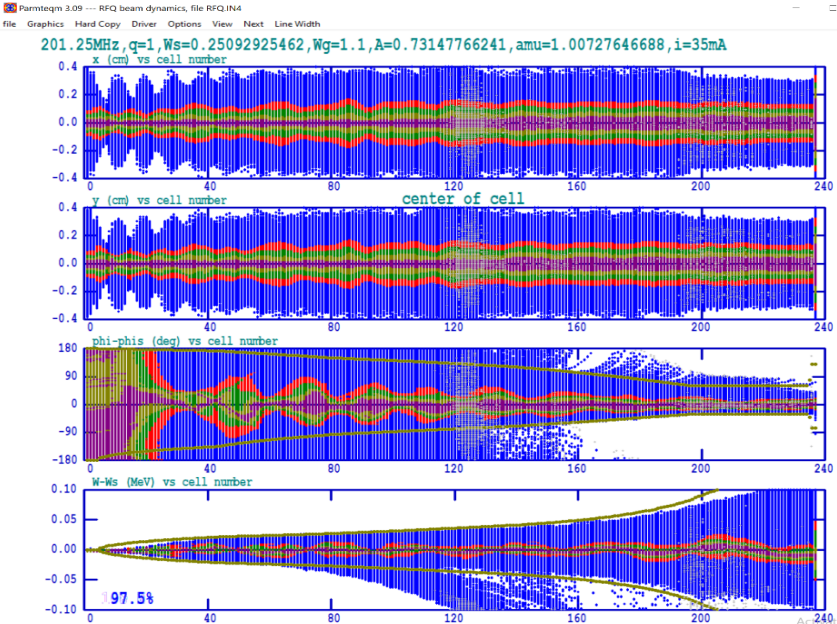 Parmteqm 3.09 --- RFQ beam dynamics, file RFQ.IN4
file Graphics Hard Copy Driver Options View Next Line Width
201.25MHz,q=1,Ws=0.25092925462,Wg=1.1,A=0.73147766241,amu=1.00727646688,i=35mA
x (cm) vs cell number
0.4
0.2
0.0
-0.2
-0.4
0 40 80 120 160 200 240
y (cm) vs cell number center of cell
0.4
0.2
0.0
-0.2
-0.4
0 40 80 120 160 200 240
phi-phis (deg) vs cell number
180
90
0
-90
-180
0 40 80 120 160 200 240
W-Ws (MeV) vs cell number
0.10
0.05
0.00
-0.05
-0.10
97.5%
0 40 80 120 160 200 240